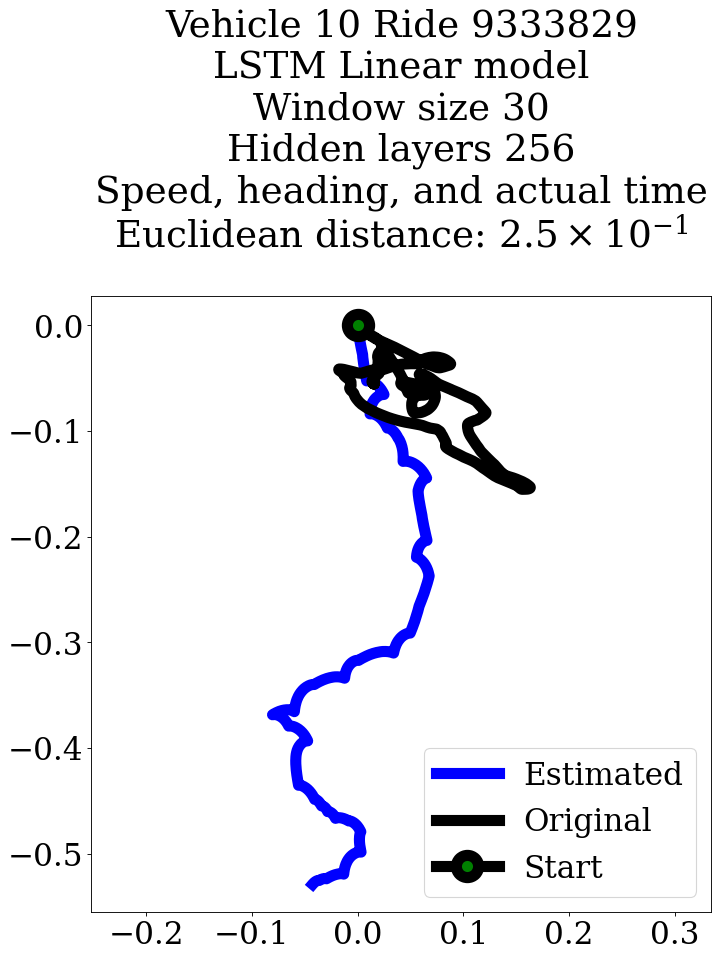 Vehicle 10 Ride 9333829
LSTM Linear model
Window size 30
Hidden layers 256
Speed, heading, and actual time
Euclidean distance: 2.5 × 10⁻¹
0.0
−0.1
−0.2
−0.3
−0.4
−0.5
Estimated
Original
Start
−0.2 −0.1 0.0 0.1 0.2 0.3